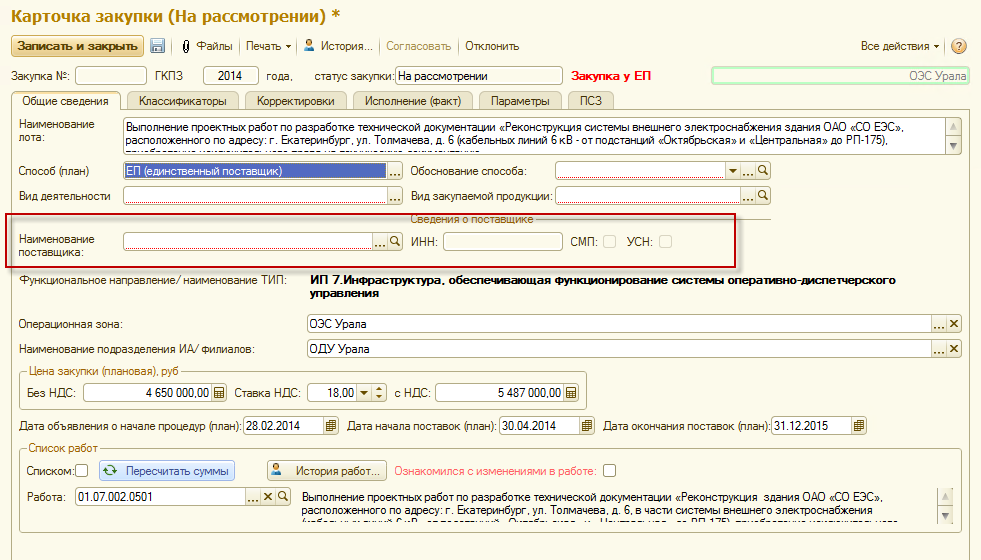 Карточка закупки (На рассмотрении) *
Записать и закрыть Файлы Печать История... Согласовать Отклонить Все действия ?
Закупка №: ГКПЗ 2014 года, статус закупки: На рассмотрении Закупка у ЕП ОЭС Урала
Общие сведения Классификаторы Корректировки Исполнение (факт) Параметры ПСЗ
Наименование лота:
Выполнение проектных работ по разработке технической документации «Реконструкция системы внешнего электроснабжения здания ОАО «СО ЕЭС»,
расположенного по адресу: г. Екатеринбург, ул. Толмачева, д. 6 (кабельных линий 6 кВ - от подстанций «Октябрьская» и «Центральная» до РП-175),
Способ (план) ЕП (единственный поставщик) ... Обоснование способа: ...
Вид деятельности ... Вид закупаемой продукции: ...
Сведения о поставщике
Наименование поставщика: ... ИНН: СМП: УСН:
Функциональное направление/ наименование ТИП: ИП 7.Инфраструктура, обеспечивающая функционирование системы оперативно-диспетчерского
управления
Операционная зона: ОЭС Урала ...
Наименование подразделения ИА/ филиалов: ОДУ Урала ...
Цена закупки (плановая), руб
Без НДС: 4 650 000,00 Ставка НДС: 18,00 с НДС: 5 487 000,00
Дата объявления о начале процедур (план): 28.02.2014 Дата начала поставок (план): 30.04.2014 Дата окончания поставок (план): 31.12.2015
Список работ
Списком: Пересчитать суммы История работ... Ознакомился с изменениями в работе:
Работа: 01.07.002.0501 ... Выполнение проектных работ по разработке технической документации «Реконструкция здания ОАО «СО ЕЭС»,
расположенного по адресу: г. Екатеринбург, ул. Толмачева, д. 6, в части системы внешнего электроснабжения